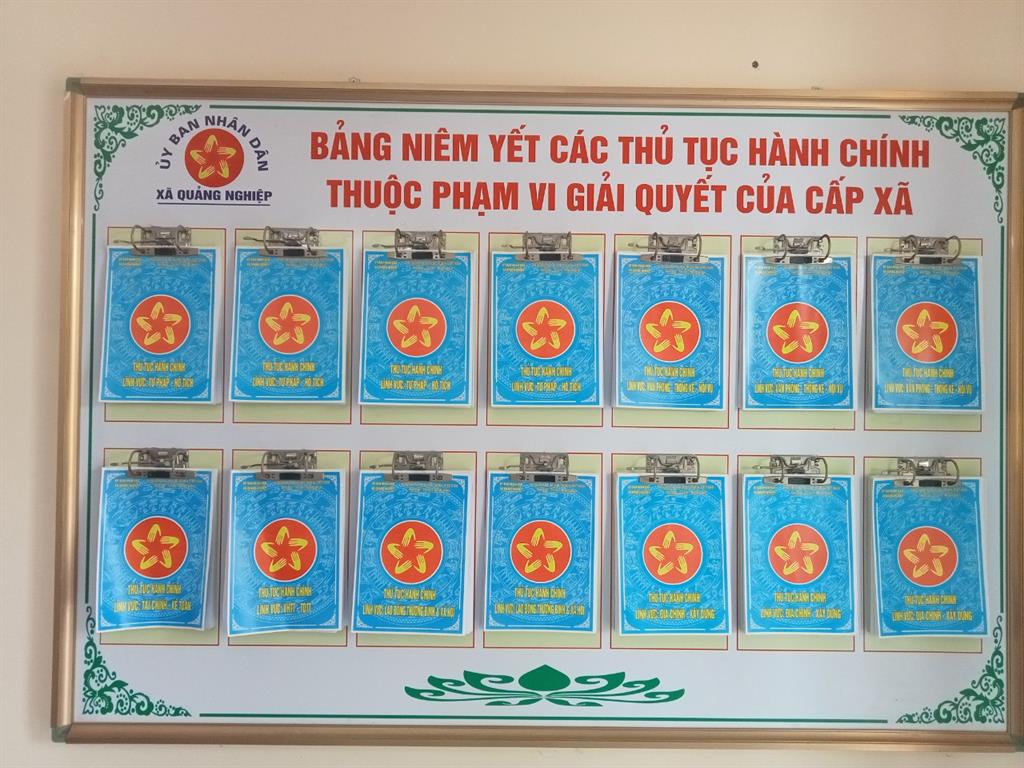 ỦY BAN NHÂN DÂN
XÃ QUẢNG NGHIỆP
BẢNG NIÊM YẾT CÁC THỦ TỤC HÀNH CHÍNH
THUỘC PHẠM VI GIẢI QUYẾT CỦA CẤP XÃ
THỦ TỤC HÀNH CHÍNH
LĨNH VỰC: TƯ PHÁP - HỘ TỊCH
THỦ TỤC HÀNH CHÍNH
LĨNH VỰC: TƯ PHÁP - HỘ TỊCH
THỦ TỤC HÀNH CHÍNH
LĨNH VỰC: TƯ PHÁP - HỘ TỊCH
THỦ TỤC HÀNH CHÍNH
LĨNH VỰC: TƯ PHÁP - HỘ TỊCH
THỦ TỤC HÀNH CHÍNH
LĨNH VỰC: VĂN PHÒNG - THỐNG KÊ - NỘI VỤ
THỦ TỤC HÀNH CHÍNH
LĨNH VỰC: VĂN PHÒNG - THỐNG KÊ - NỘI VỤ
THỦ TỤC HÀNH CHÍNH
LĨNH VỰC: VĂN PHÒNG - THỐNG KÊ - NỘI VỤ
THỦ TỤC HÀNH CHÍNH
LĨNH VỰC: TÀI CHÍNH - KẾ TOÁN
THỦ TỤC HÀNH CHÍNH
LĨNH VỰC: VHTT - TDTT
THỦ TỤC HÀNH CHÍNH
LĨNH VỰC: LAO ĐỘNG THƯƠNG BINH & XÃ HỘI
THỦ TỤC HÀNH CHÍNH
LĨNH VỰC: LAO ĐỘNG THƯƠNG BINH & XÃ HỘI
THỦ TỤC HÀNH CHÍNH
LĨNH VỰC: ĐỊA CHÍNH - XÂY DỰNG
THỦ TỤC HÀNH CHÍNH
LĨNH VỰC: ĐỊA CHÍNH - XÂY DỰNG
THỦ TỤC HÀNH CHÍNH
LĨNH VỰC: ĐỊA CHÍNH - XÂY DỰNG